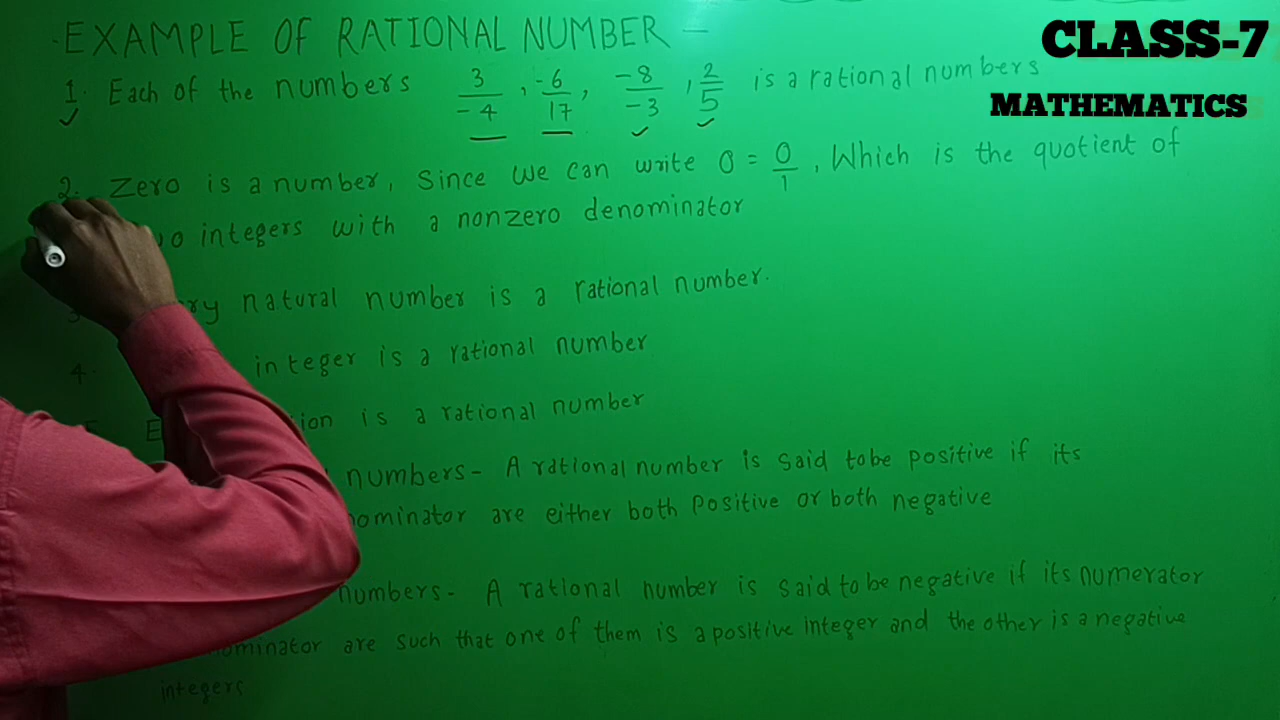 EXAMPLE OF RATIONAL NUMBER -
CLASS-7
MATHEMATICS
1. Each of the numbers 3/-4, -6/17, -8/-3, 2/5 is a rational numbers
2. Zero is a number, Since we can write 0 = 0/1, Which is the quotient of
integers with a nonzero denominator
natural number is a rational number.
4. integer is a rational number
is a rational number
numbers- A rational number is said tobe positive if its
are either both Positive or both negative
numbers- A rational number is said to be negative if its numerator
are such that one of them is a positive integer and the other is a negative
integers